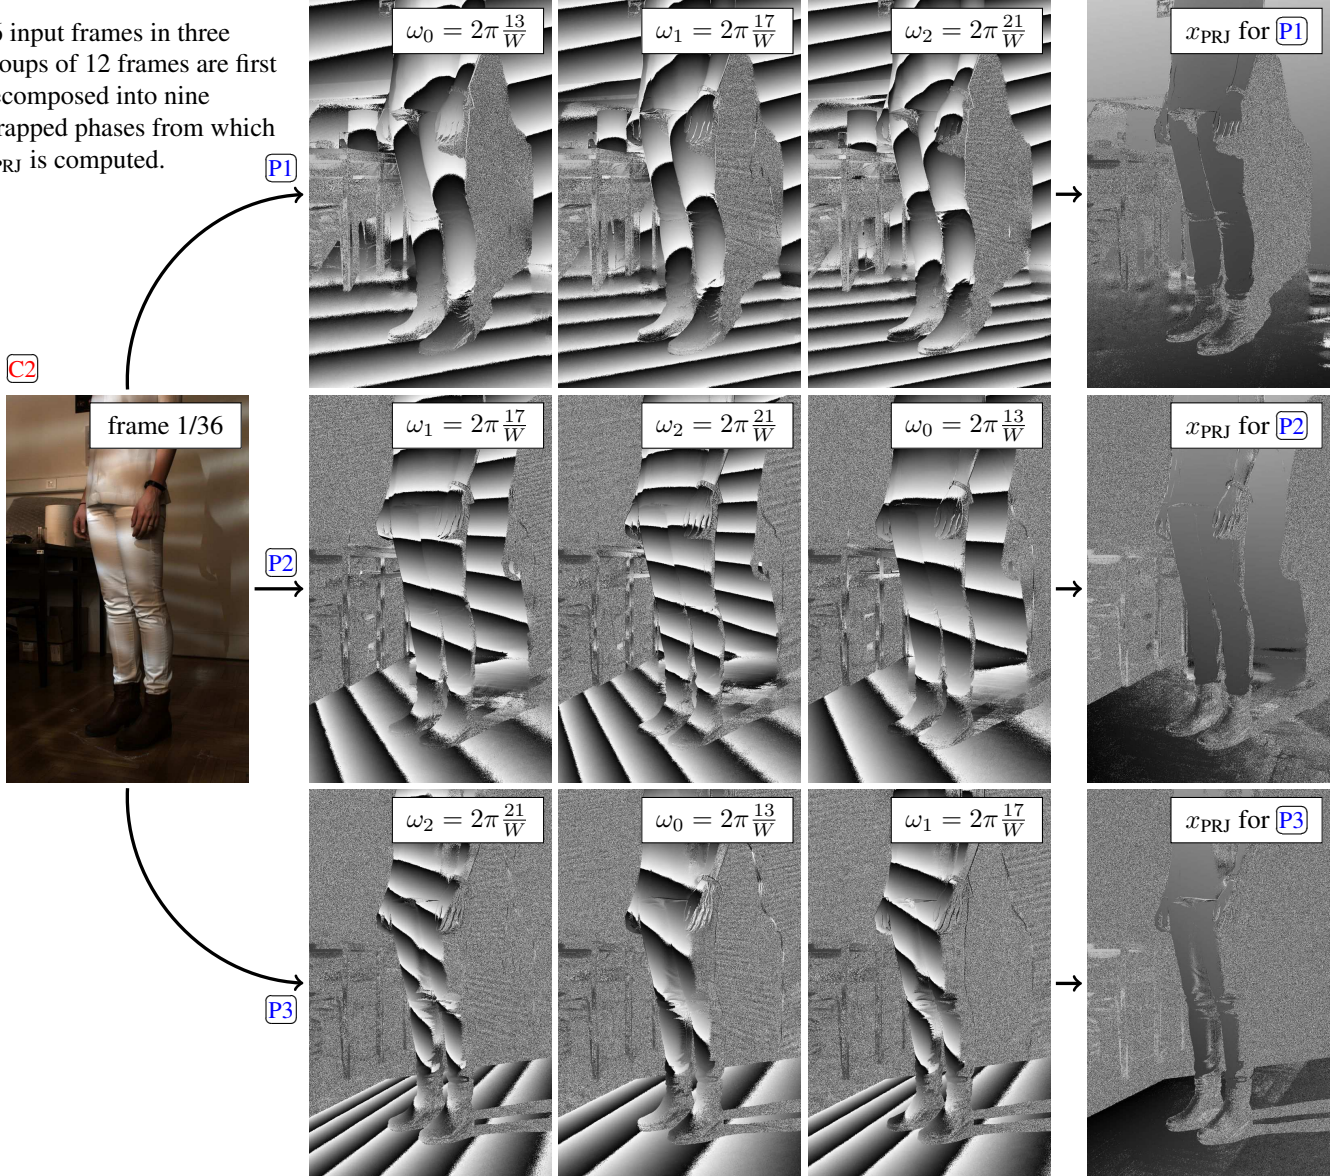 input frames in three
of 12 frames are first
into nine
phases from which
PRJ is computed.
P1
ω₀ = 2π 13/W
ω₁ = 2π 17/W
ω₂ = 2π 21/W
xPRJ for P1
C2
frame 1/36
P2
ω₁ = 2π 17/W
ω₂ = 2π 21/W
ω₀ = 2π 13/W
xPRJ for P2
P3
ω₂ = 2π 21/W
ω₀ = 2π 13/W
ω₁ = 2π 17/W
xPRJ for P3